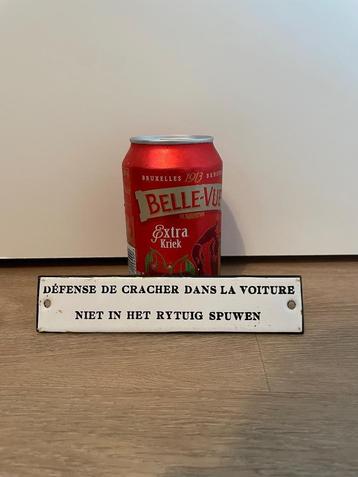 BRUXELLES 1913
BELLE-VUE
Extra
Kriek
DÉFENSE DE CRACHER DANS LA VOITURE
NIET IN HET RYTUIG SPUWEN